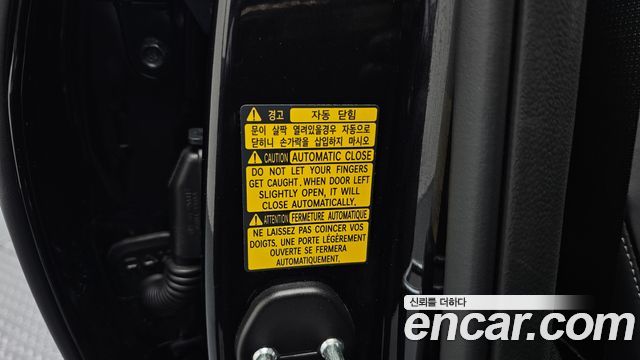 경고 자동 닫힘
문이 살짝 열려있을경우 자동으로
닫히니 손가락을 삽입하지 마시오
CAUTION AUTOMATIC CLOSE
DO NOT LET YOUR FINGERS
GET CAUGHT. WHEN DOOR LEFT
SLIGHTLY OPEN, IT WILL
CLOSE AUTOMATICALLY.
ATTENTION FERMETURE AUTOMATIQUE
NE LAISSEZ PAS COINCER VOS
DOIGTS. UNE PORTE LÉGÈREMENT
OUVERTE SE FERMERA
AUTOMATIQUEMENT.
신뢰를 더하다
encar.com